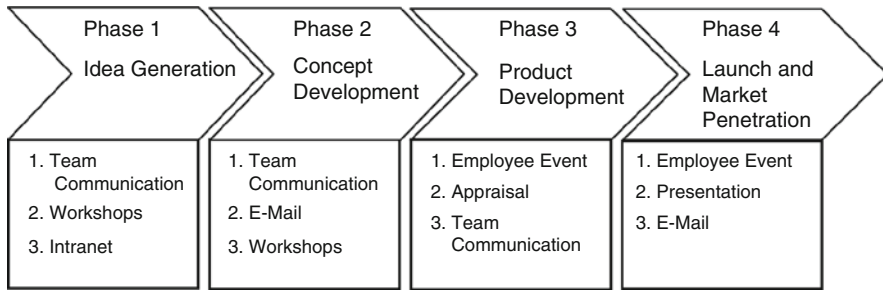 Phase 1
Idea Generation
1. Team
Communication
2. Workshops
3. Intranet
Phase 2
Concept
Development
1. Team
Communication
2. E-Mail
3. Workshops
Phase 3
Product
Development
1. Employee Event
2. Appraisal
3. Team
Communication
Phase 4
Launch and
Market
Penetration
1. Employee Event
2. Presentation
3. E-Mail